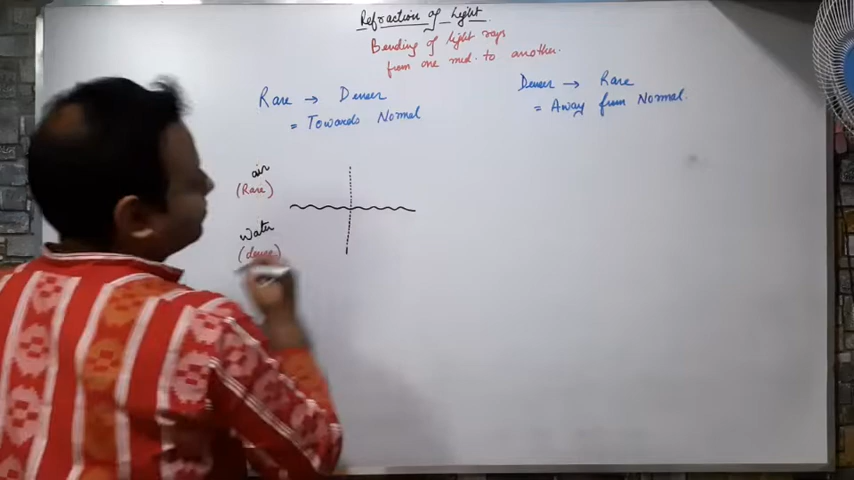 Refraction of Light
Bending of light rays
from one med. to another.
Rare → Denser
= Towards Normal
Denser → Rare
= Away from Normal.
air
(Rare)
water
(dense)